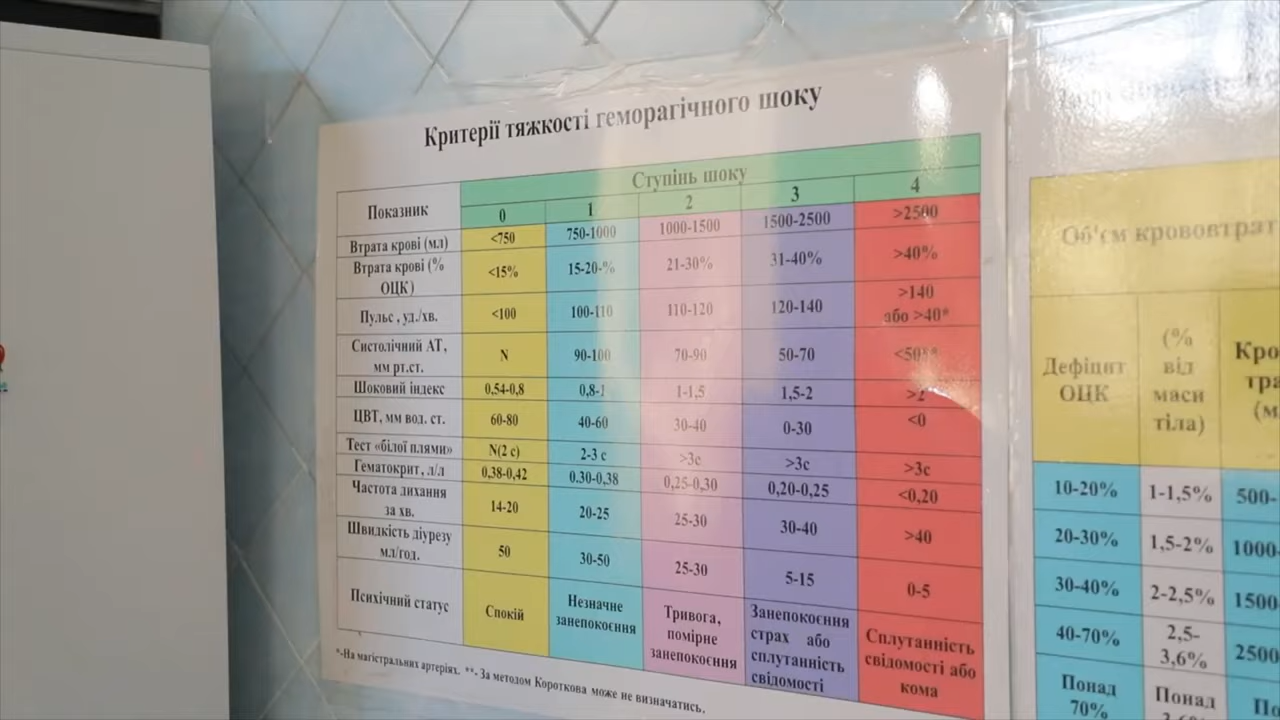 Критерії тяжкості геморагічного шоку
Показник
Ступінь шоку
0 1 2 3 4
Втрата крові (мл) <750 750-1000 1000-1500 1500-2500 >2500
Втрата крові (% ОЦК) <15% 15-20-% 21-30% 31-40% >40%
Пульс , уд./хв. <100 100-110 110-120 120-140 >140 або >40*
Систолічний АТ, мм рт.ст. N 90-100 70-90 50-70 <50**
Шоковий індекс 0,54-0,8 0,8-1 1-1,5 1,5-2 >2
ЦВТ, мм вод. ст. 60-80 40-60 30-40 0-30 <0
Тест «білої плями» N(2 с) 2-3 с >3с >3с >3с
Гематокрит, л/л 0,38-0,42 0.30-0,38 0,25-0,30 0,20-0,25 <0,20
Частота дихання за хв. 14-20 20-25 25-30 30-40 >40
Швидкість діурезу мл/год. 50 30-50 25-30 5-15 0-5
Психічний статус Спокій Незначне занепокоєння Тривога, помірне занепокоєння Занепокоєння страх або сплутанність свідомості Сплутанність свідомості або кома
*-На магістральних артеріях. **- За методом Короткова може не визначатись.
Об'єм
Дефіцит ОЦК (% від маси тіла)
10-20% 1-1,5% 500-
20-30% 1,5-2% 1000-
30-40% 2-2,5% 1500
40-70% 2,5-3,6% 2500
Понад 70% Понад